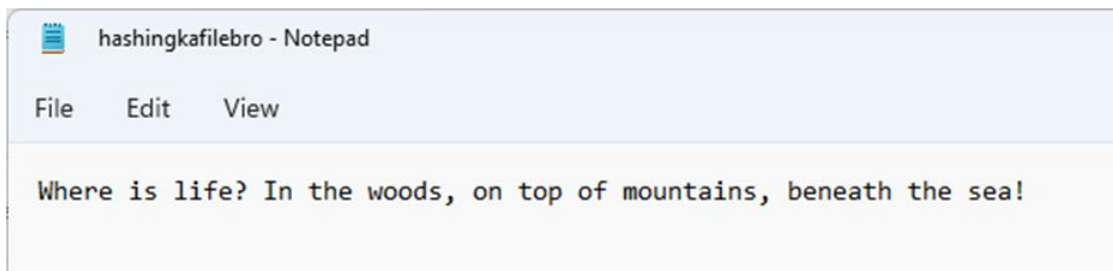 hashingkafilebro - Notepad
File Edit View
Where is life? In the woods, on top of mountains, beneath the sea!